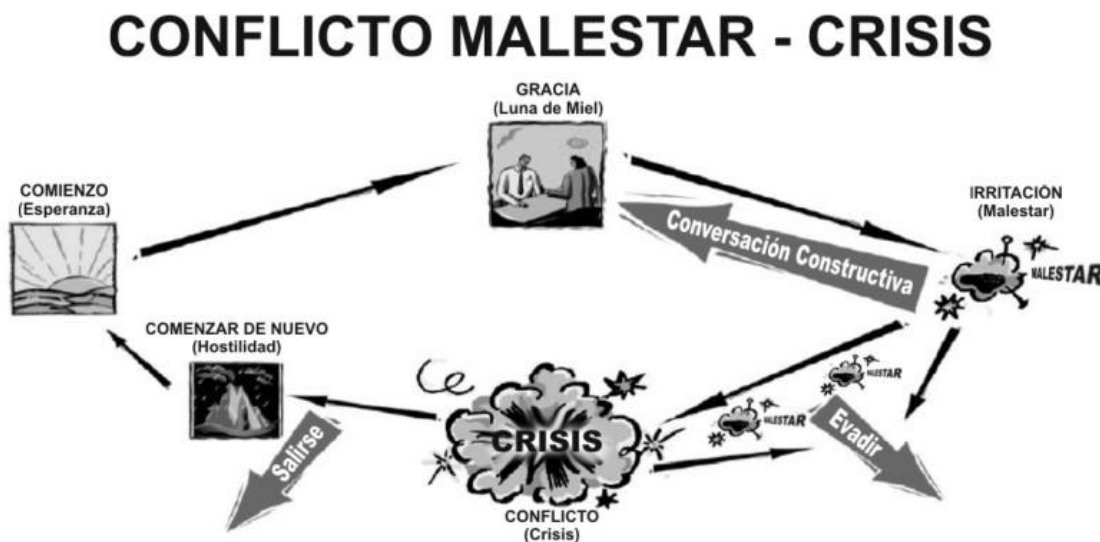 CONFLICTO MALESTAR - CRISIS
GRACIA
(Luna de Miel)
COMIENZO
(Esperanza)
IRRITACIÓN
(Malestar)
Conversación Constructiva
MALESTAR
COMENZAR DE NUEVO
(Hostilidad)
MALESTAR
MALESTAR
CRISIS
Evadir
Salirse
CONFLICTO
(Crisis)